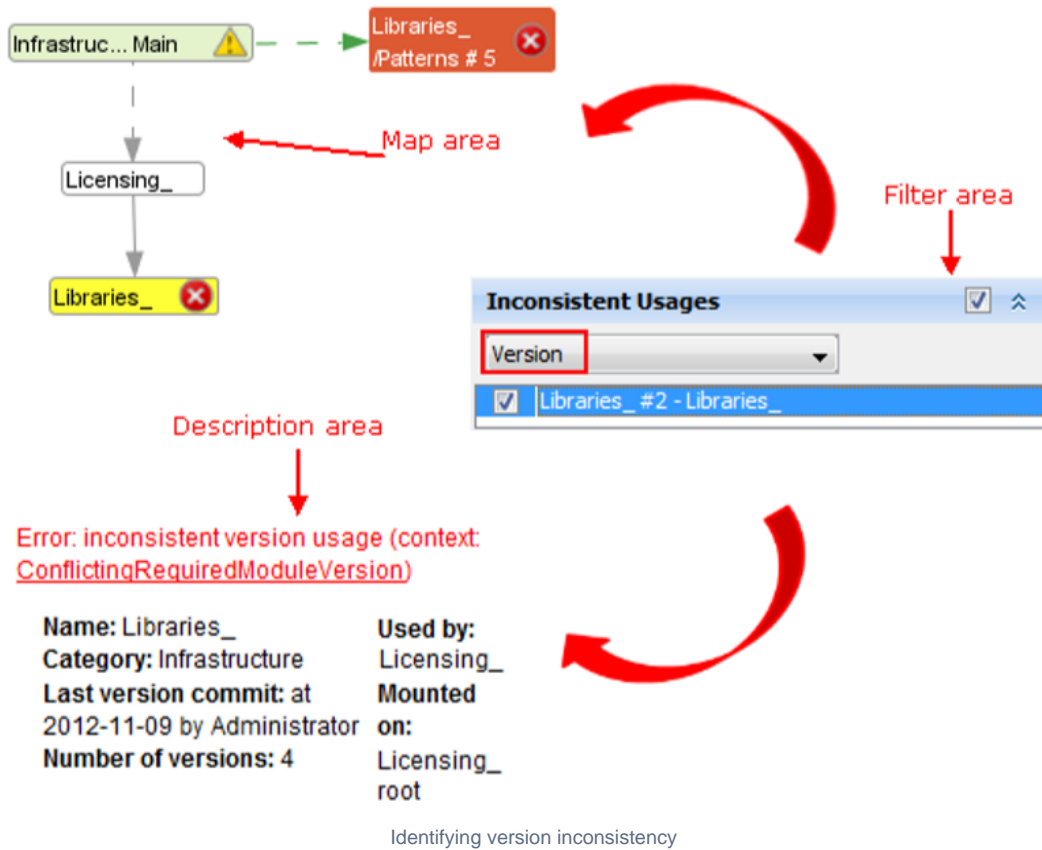 Infrastruc... Main
Libraries_
/Patterns # 5
Map area
Licensing_
Filter area
Libraries_
Inconsistent Usages
Version
Libraries_ #2 - Libraries_
Description area
Error: inconsistent version usage (context:
ConflictingRequiredModuleVersion)
Name: Libraries_
Category: Infrastructure
Last version commit: at
2012-11-09 by Administrator
Number of versions: 4
Used by:
Licensing_
Mounted
on:
Licensing_
root
Identifying version inconsistency